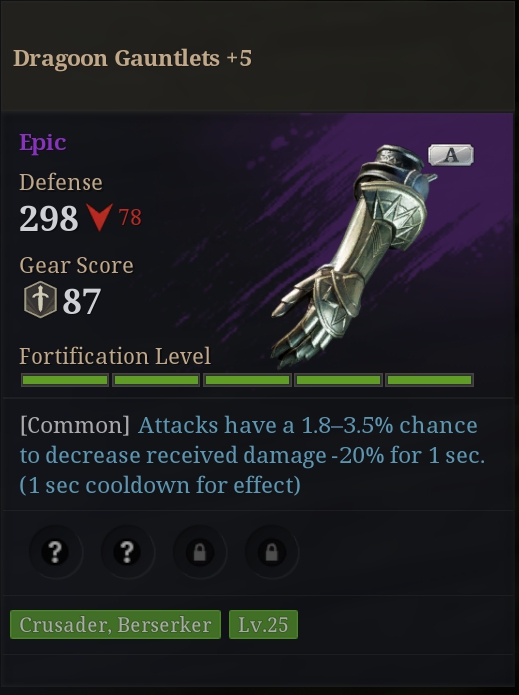 Dragoon Gauntlets +5
Epic
A
Defense
298 78
Gear Score
87
Fortification Level
[Common] Attacks have a 1.8–3.5% chance
to decrease received damage -20% for 1 sec.
(1 sec cooldown for effect)
? ?
Crusader, Berserker Lv.25